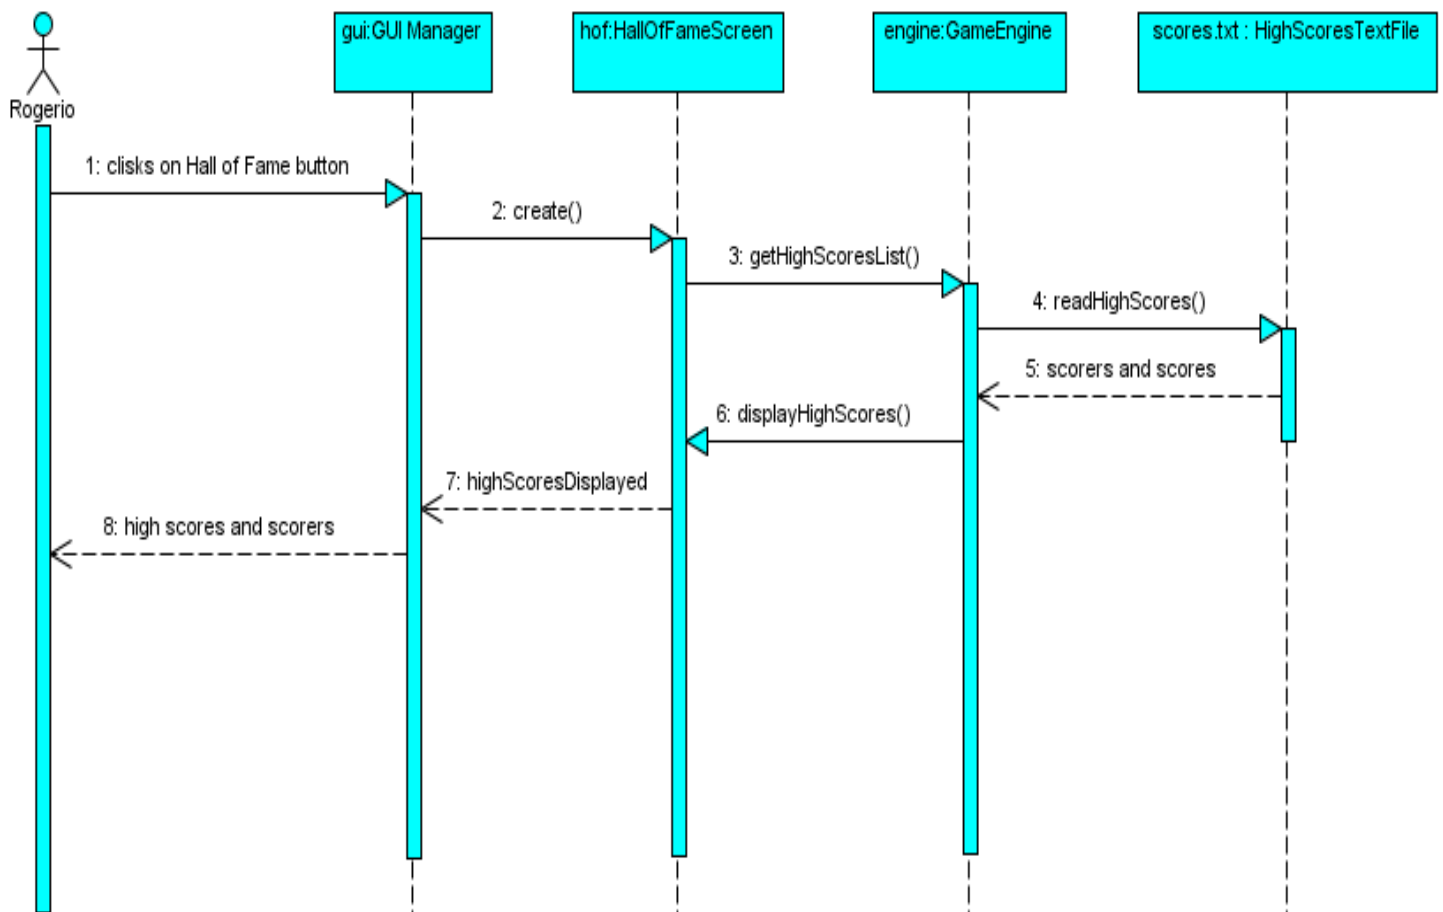 gui:GUI Manager
hof:HallOfFameScreen
engine:GameEngine
scores.txt : HighScoresTextFile
Rogerio
1: clisks on Hall of Fame button
2: create()
3: getHighScoresList()
4: readHighScores()
5: scorers and scores
6: displayHighScores()
7: highScoresDisplayed
8: high scores and scorers